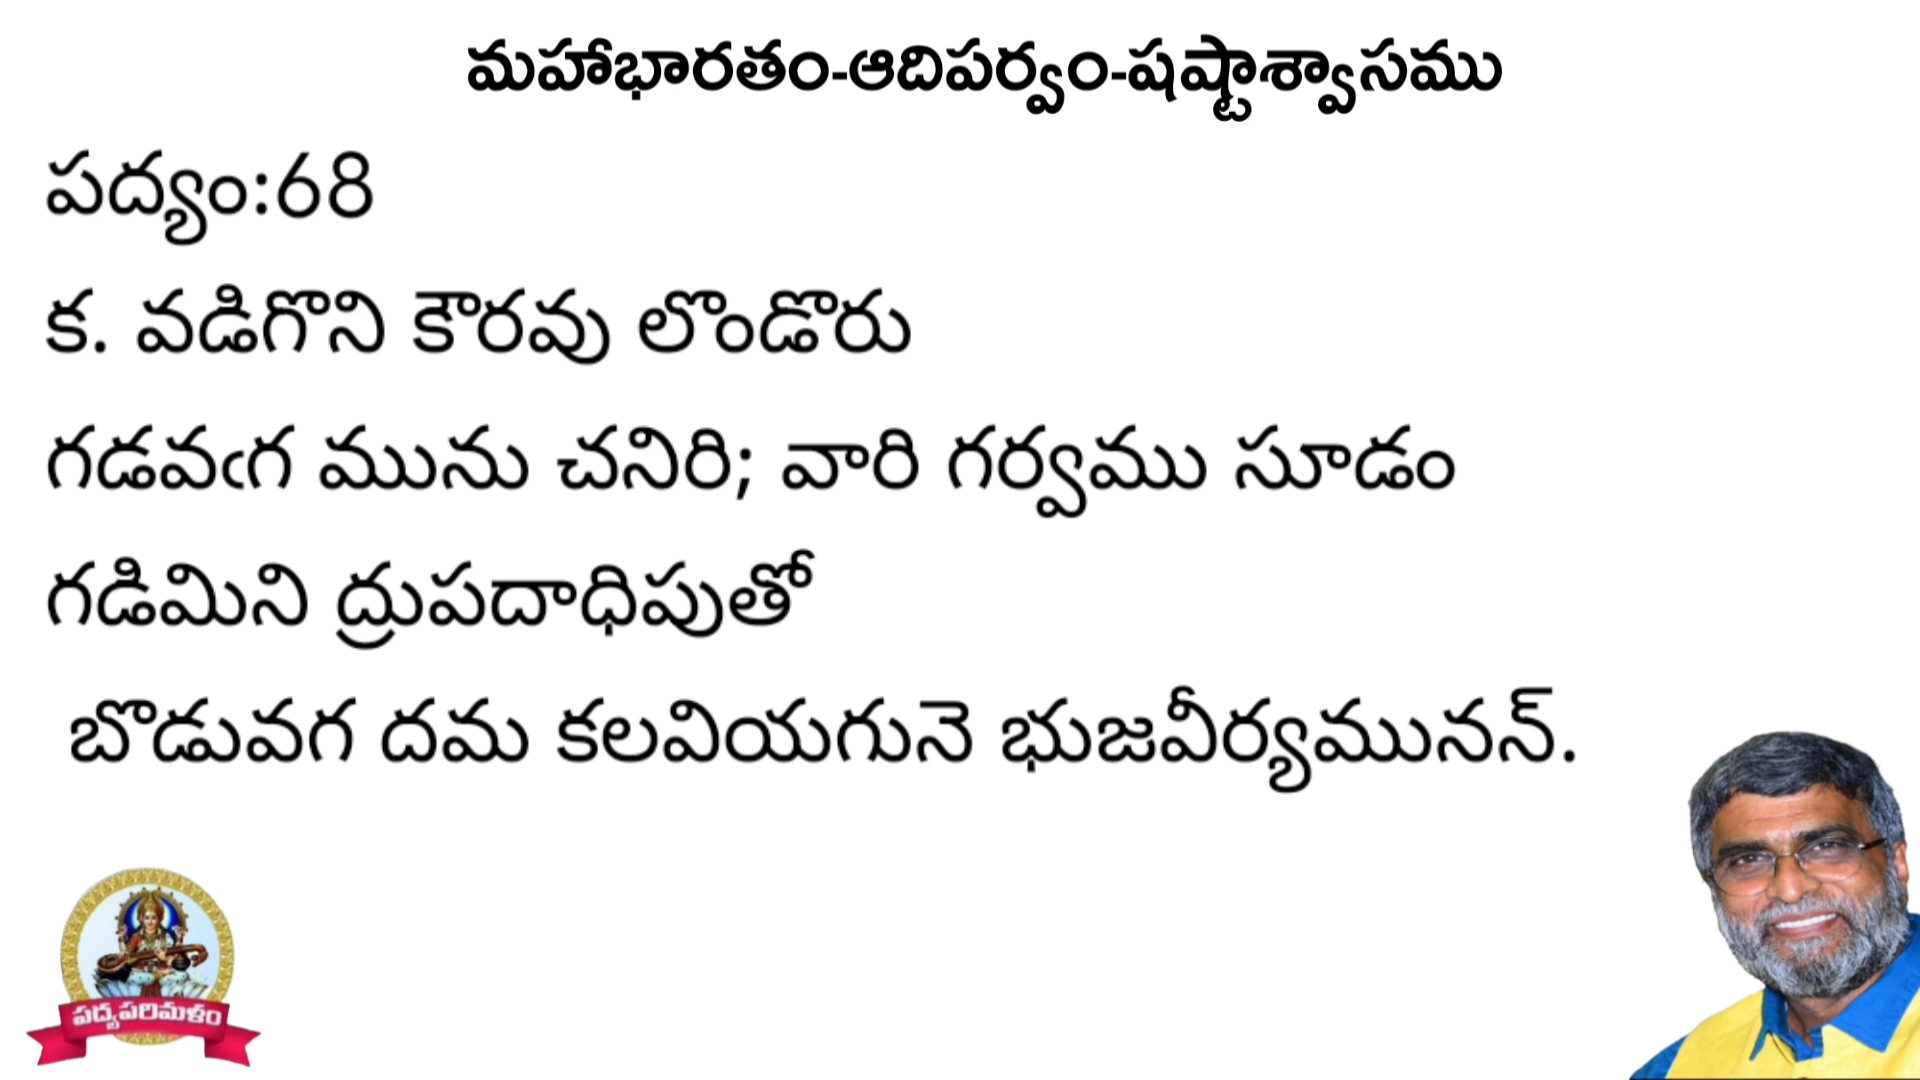 మహాభారతం-ఆదిపర్వం-షష్టాశ్వాసము
పద్యం:68
క. వడిగొని కౌరవు లొండొరు
గడవఁగ మును చనిరి; వారి గర్వము సూడం
గడిమిని ద్రుపదాధిపుతో
బొడువగ దమ కలవియగునె భుజవీర్యమునన్.
పద్యపరిమళం